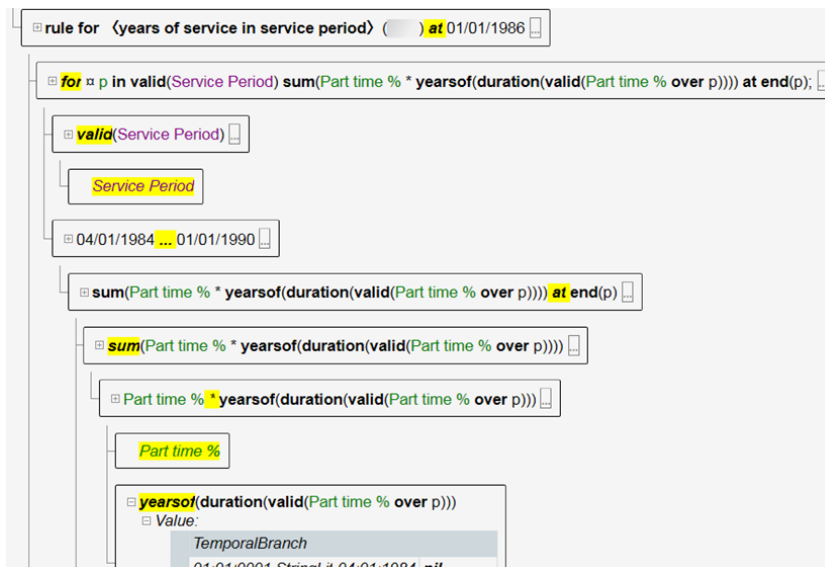 rule for 〈years of service in service period〉 ( ) at 01/01/1986 ...
for ¤ p in valid(Service Period) sum(Part time % * yearsof(duration(valid(Part time % over p)))) at end(p); ...
valid(Service Period) ...
Service Period
04/01/1984 ... 01/01/1990 ...
sum(Part time % * yearsof(duration(valid(Part time % over p)))) at end(p) ...
sum(Part time % * yearsof(duration(valid(Part time % over p)))) ...
Part time % * yearsof(duration(valid(Part time % over p))) ...
Part time %
yearsof(duration(valid(Part time % over p)))
Value:
TemporalBranch